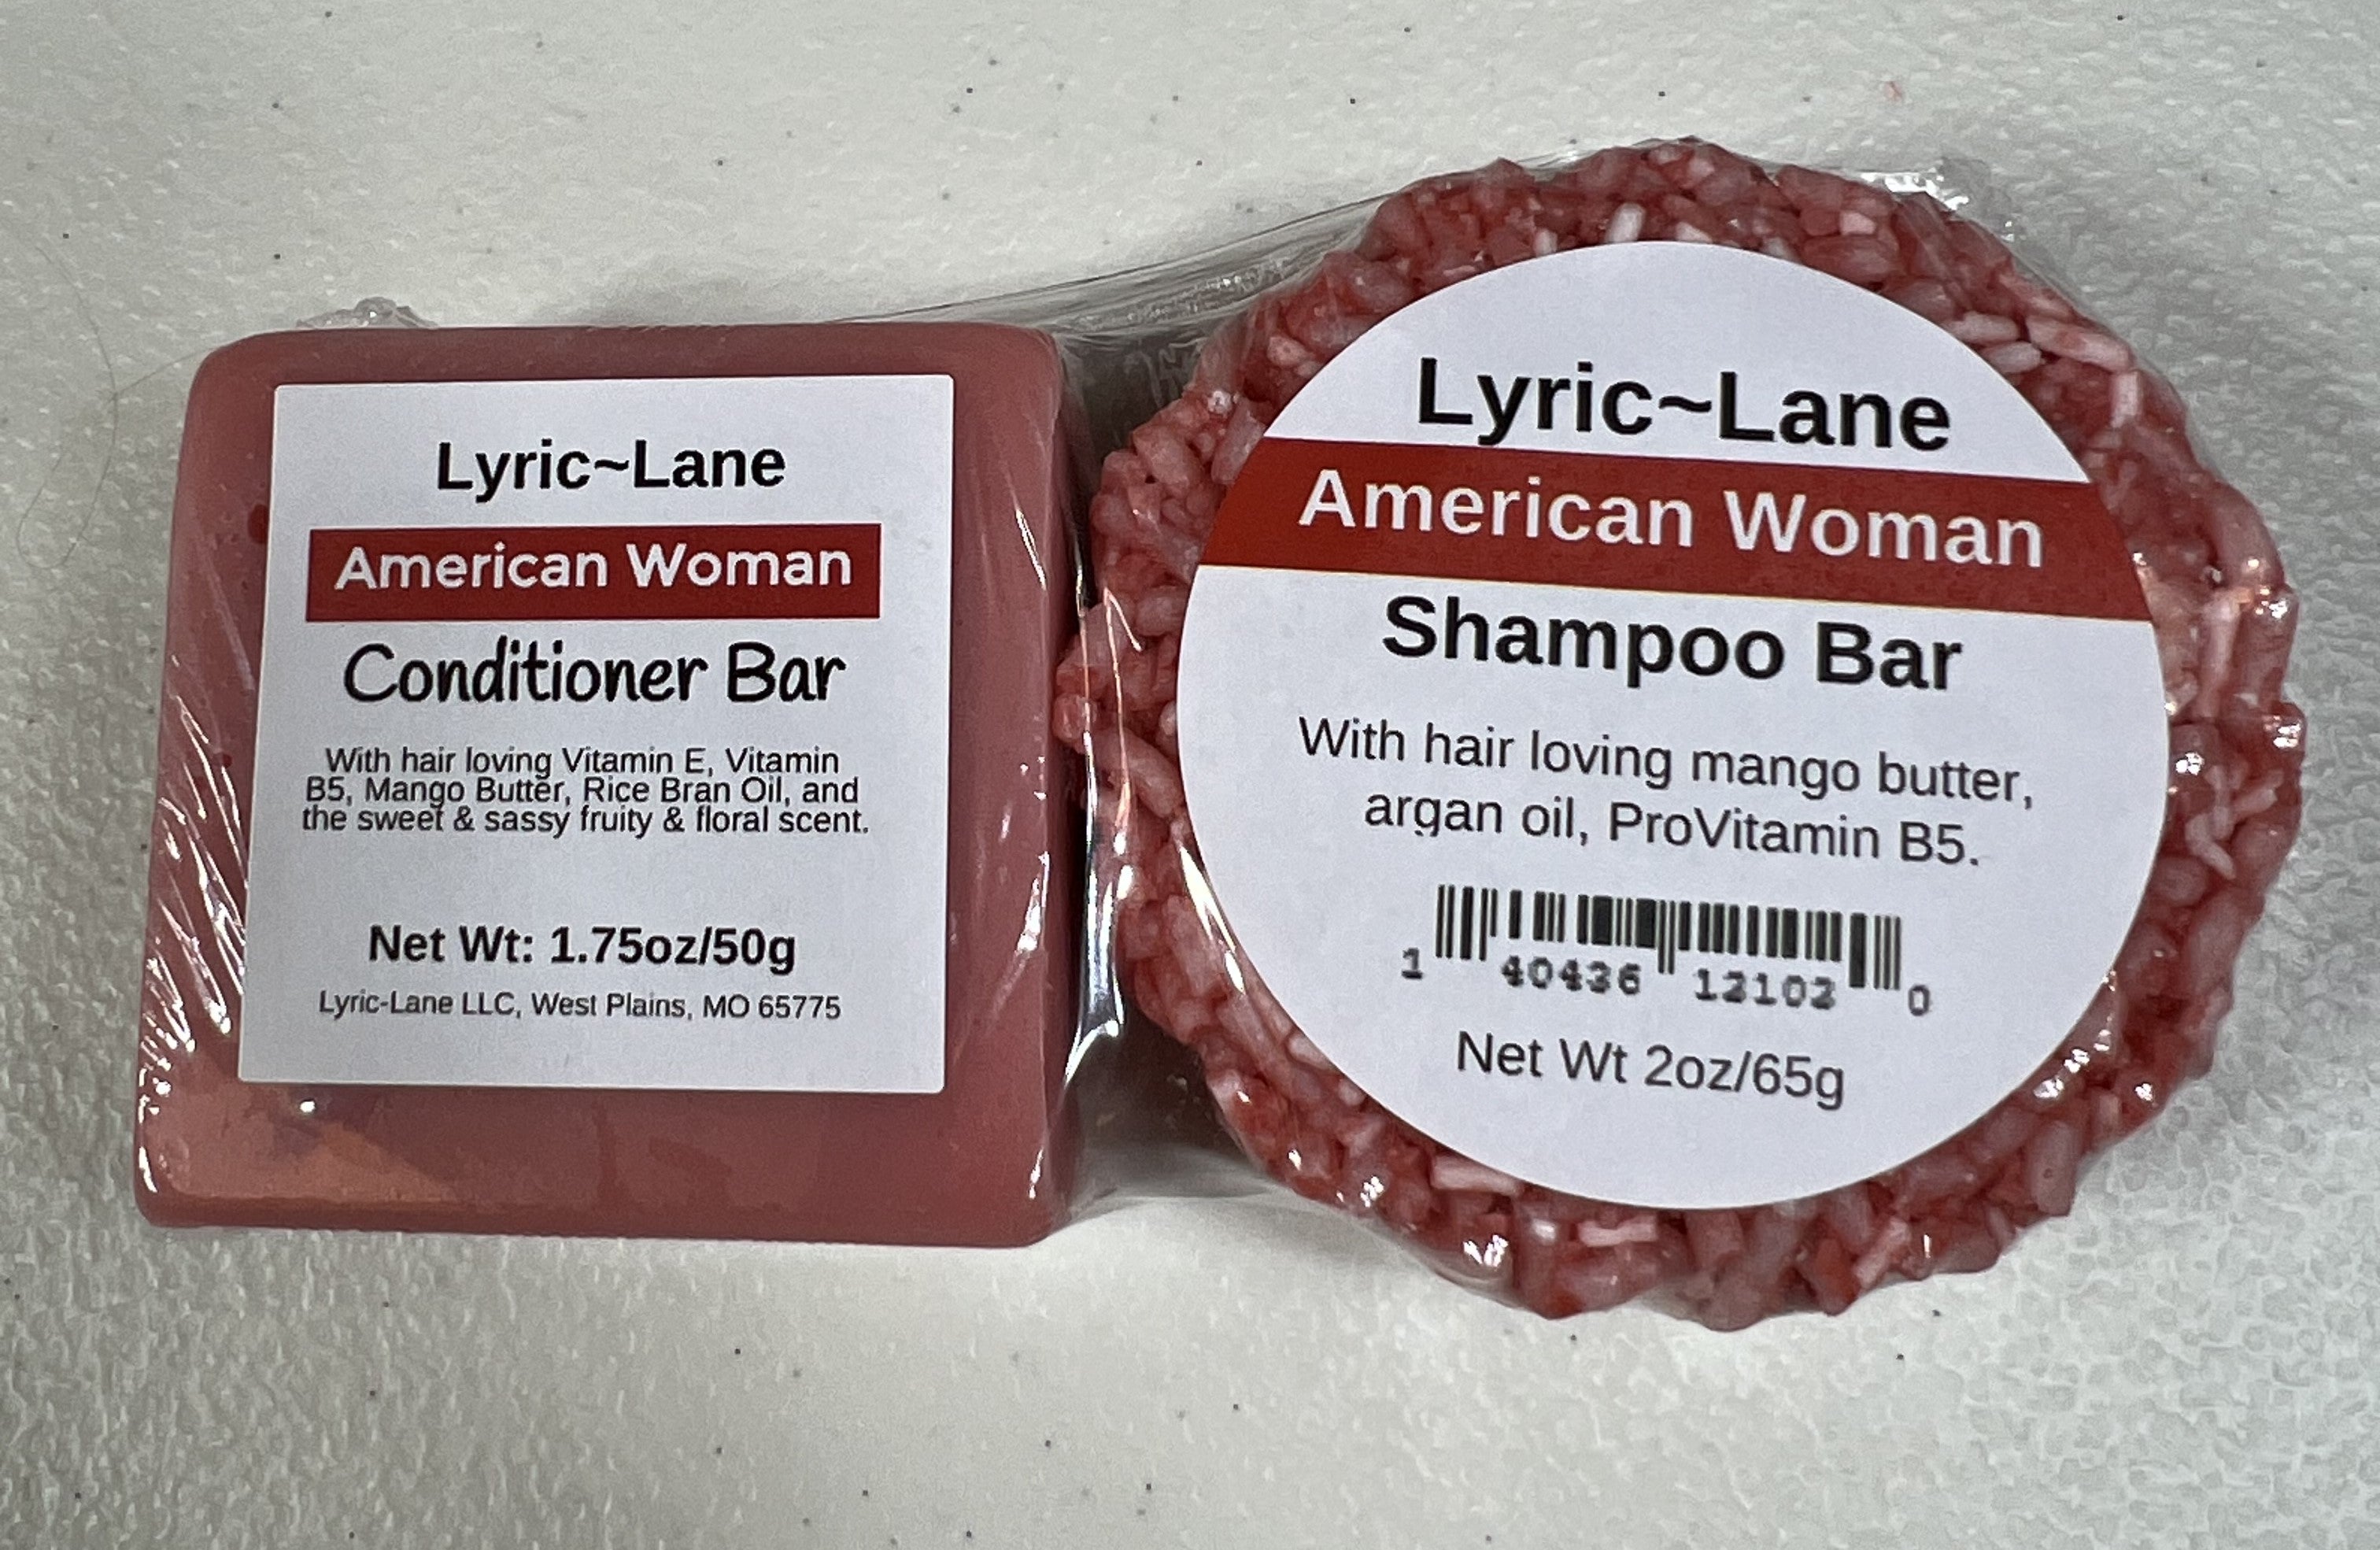 Lyric~Lane
American Woman
Conditioner Bar
With hair loving Vitamin E, Vitamin
B5, Mango Butter, Rice Bran Oil, and
the sweet & sassy fruity & floral scent.
Net Wt: 1.75oz/50g
Lyric-Lane LLC, West Plains, MO 65775
Lyric~Lane
American Woman
Shampoo Bar
With hair loving mango butter,
argan oil, ProVitamin B5.
1 40436 12102 0
Net Wt 2oz/65g